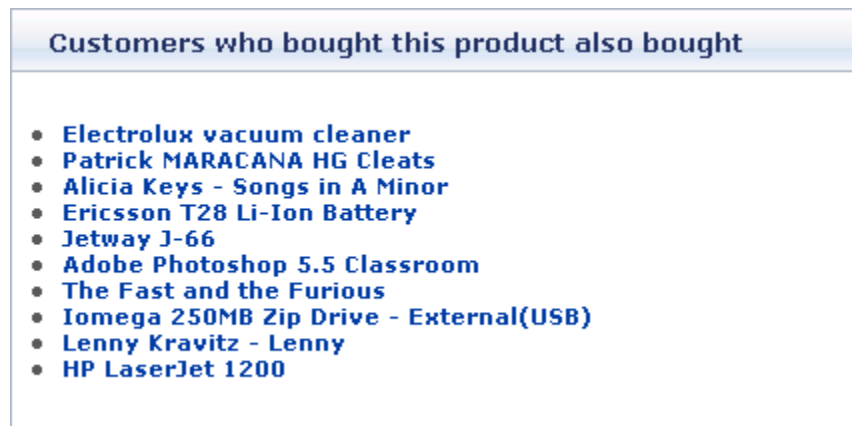 Customers who bought this product also bought
Electrolux vacuum cleaner
Patrick MARACANA HG Cleats
Alicia Keys - Songs in A Minor
Ericsson T28 Li-Ion Battery
Jetway J-66
Adobe Photoshop 5.5 Classroom
The Fast and the Furious
Iomega 250MB Zip Drive - External(USB)
Lenny Kravitz - Lenny
HP LaserJet 1200